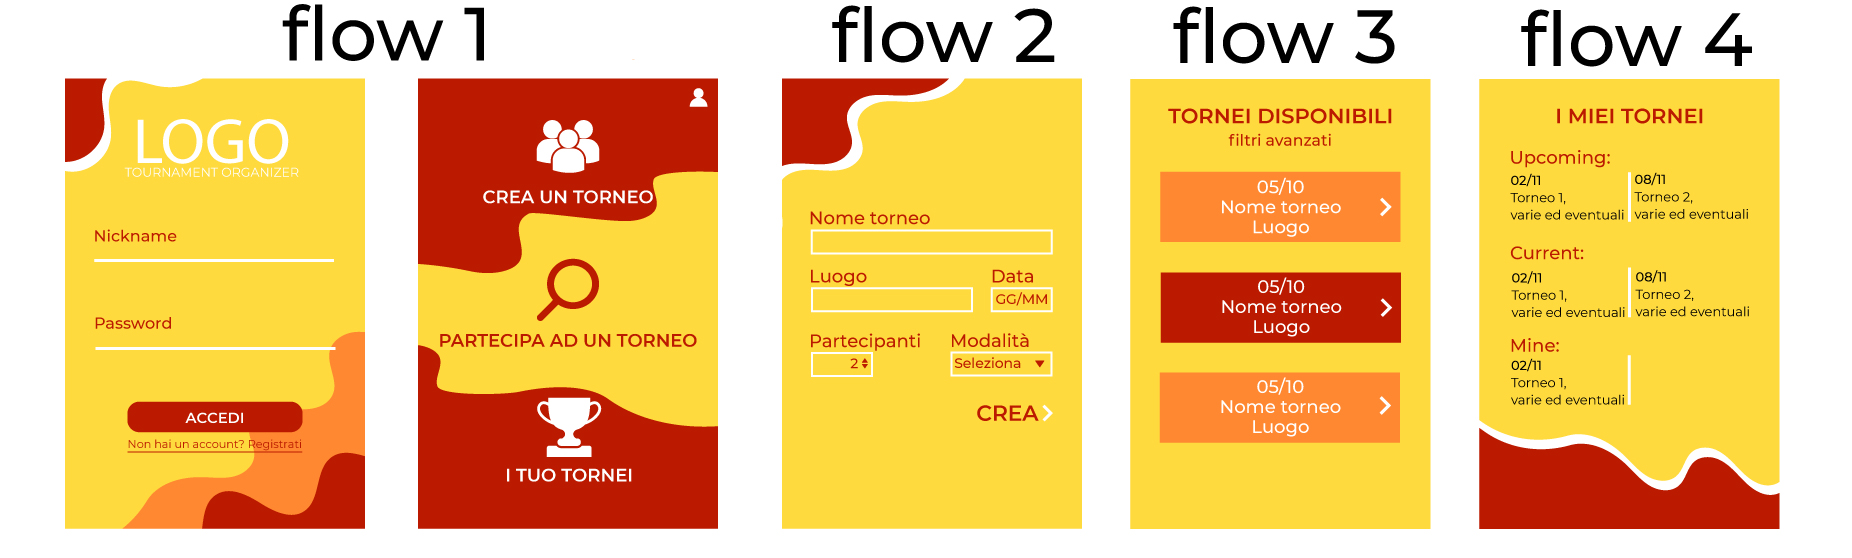 flow 1
LOGO
TOURNAMENT ORGANIZER
Nickname
Password
ACCEDI
Non hai un account? Registrati
CREA UN TORNEO
PARTECIPA AD UN TORNEO
I TUO TORNEI
flow 2
Nome torneo
Luogo Data
GG/MM
Partecipanti Modalità
2 Seleziona
CREA
flow 3
TORNEI DISPONIBILI
filtri avanzati
05/10
Nome torneo
Luogo
05/10
Nome torneo
Luogo
05/10
Nome torneo
Luogo
flow 4
I MIEI TORNEI
Upcoming:
02/11
Torneo 1,
varie ed eventuali
08/11
Torneo 2,
varie ed eventuali
Current:
02/11
Torneo 1,
varie ed eventuali
08/11
Torneo 2,
varie ed eventuali
Mine:
02/11
Torneo 1,
varie ed eventuali